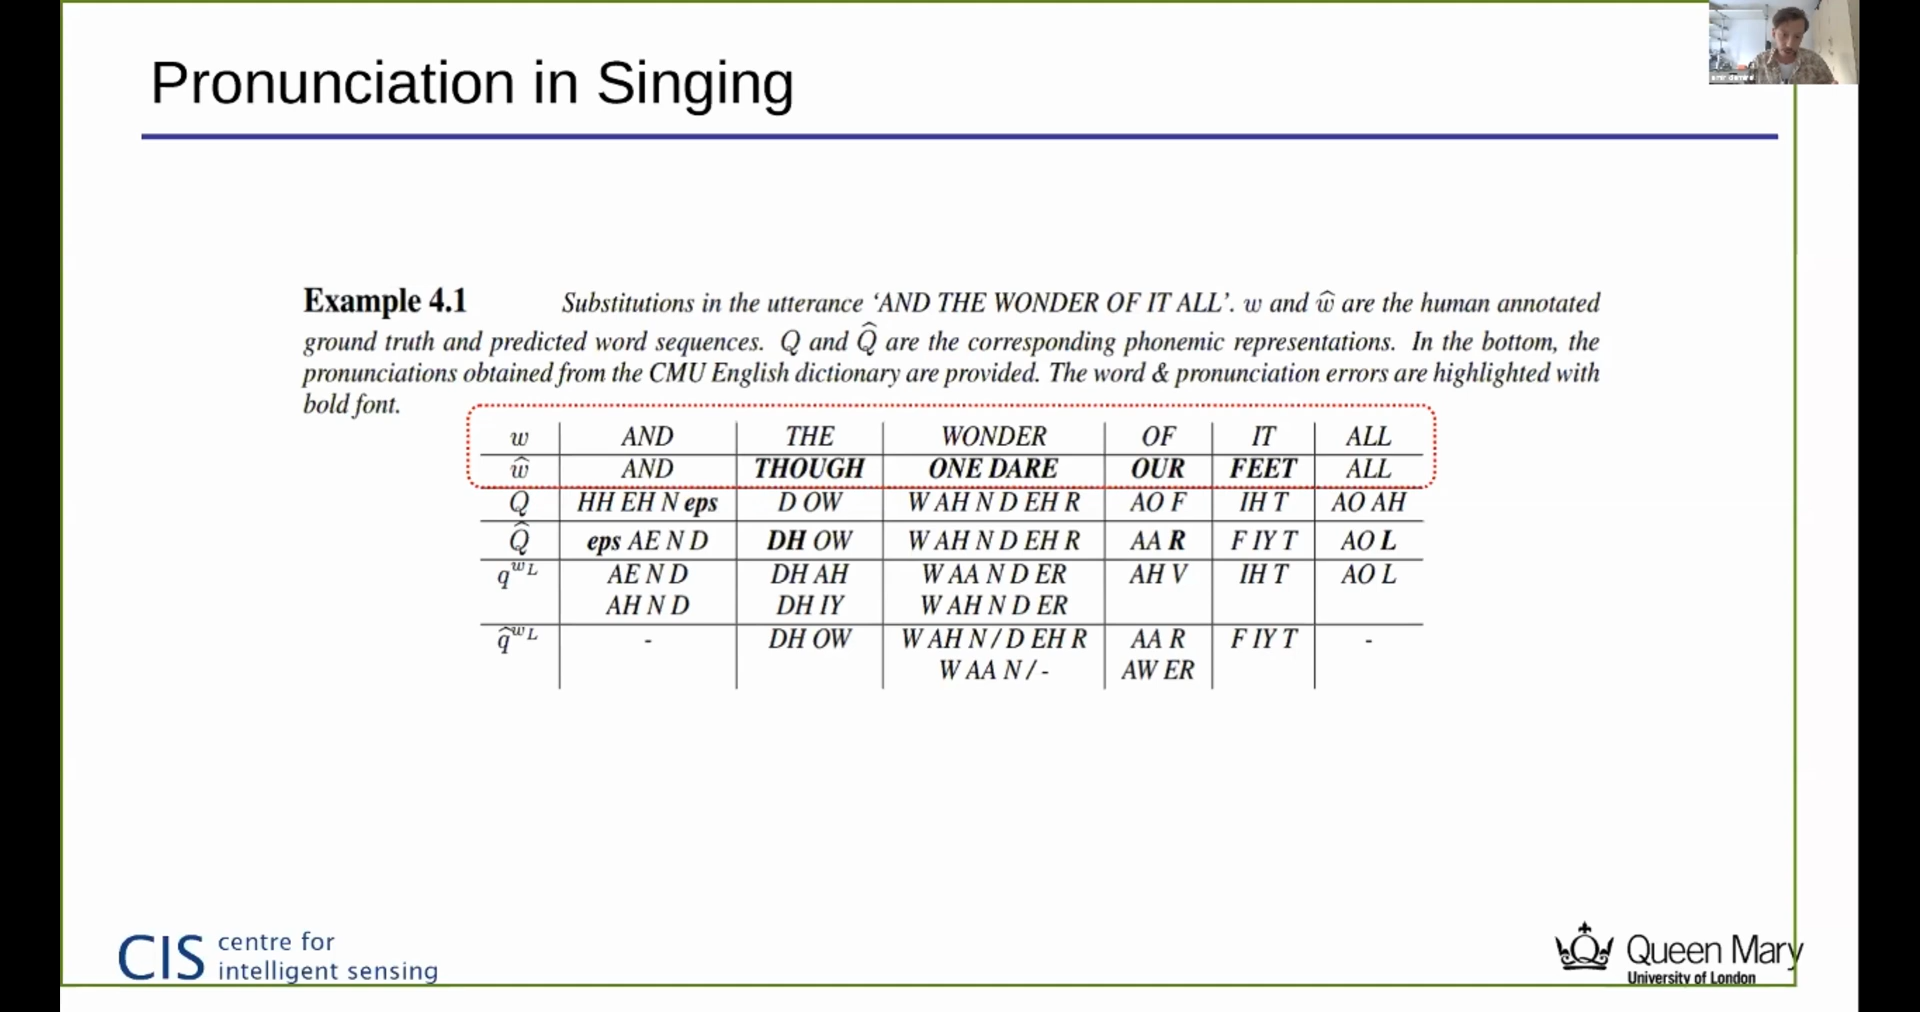 Pronunciation in Singing
Example 4.1 Substitutions in the utterance ‘AND THE WONDER OF IT ALL’. w and ŵ are the human annotated
ground truth and predicted word sequences. Q and Q̂ are the corresponding phonemic representations. In the bottom, the
pronunciations obtained from the CMU English dictionary are provided. The word & pronunciation errors are highlighted with
bold font.
w AND THE WONDER OF IT ALL
ŵ AND THOUGH ONE DARE OUR FEET ALL
Q HH EH N eps D OW W AH N D EH R AO F IH T AO AH
Q̂ eps AE N D DH OW W AH N D EH R AA R F IY T AO L
q^wL AE N D DH AH W AA N D ER AH V IH T AO L
AH N D DH IY W AH N D ER
q̂^wL - DH OW W AH N / D EH R AA R F IY T -
W AA N / - AW ER
CIS centre for
intelligent sensing
Queen Mary
University of London